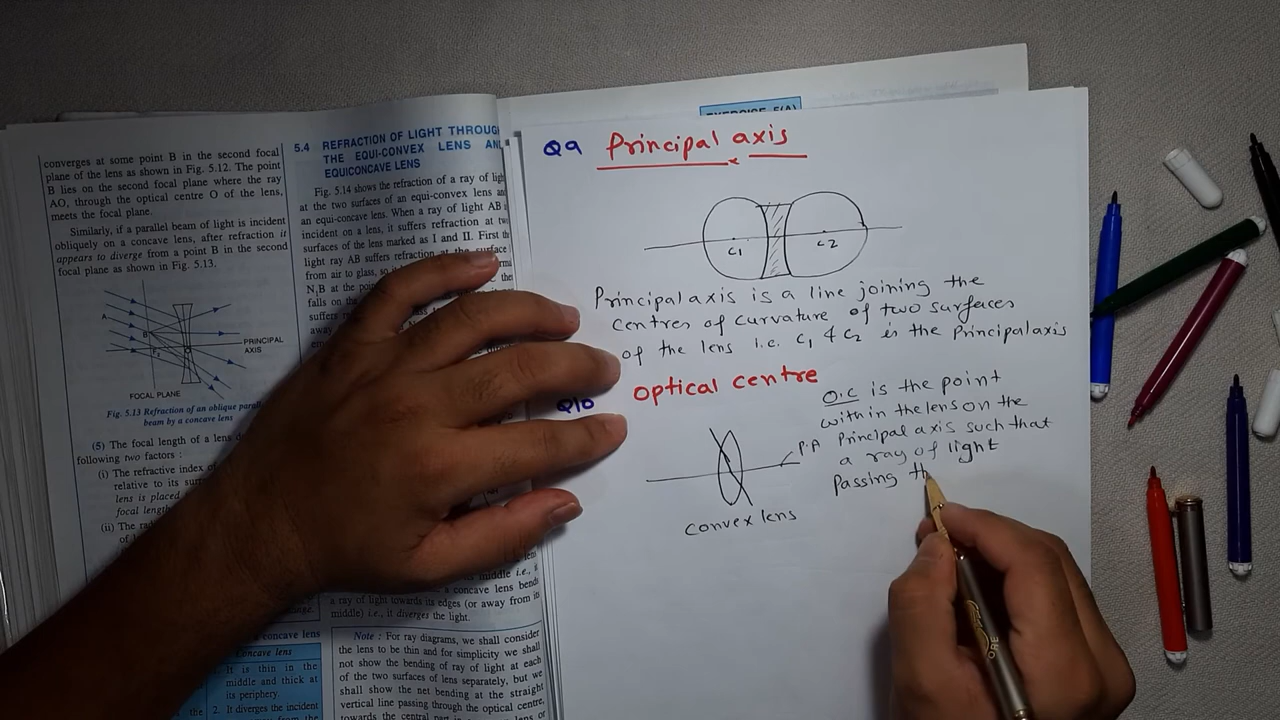 converges at some point B in the second focal
plane of the lens as shown in Fig. 5.12. The point
B lies on the second focal plane where the ray
AO, through the optical centre O of the lens,
meets the focal plane.
Similarly, if a parallel beam of light is incident
obliquely on a concave lens, after refraction it
appears to diverge from a point B in the second
focal plane as shown in Fig. 5.13.
A
B
F₂
PRINCIPAL
AXIS
FOCAL PLANE
Fig. 5.13 Refraction of an oblique
beam by a concave lens
(5) The focal length of a lens
following two factors :
(i) The refractive index
relative to its
lens is placed
focal
(ii) The
of
concave lens
Concave lens
1. It is thin in the
middle and thick at
its periphery.
2. It diverges the incident
5.4 REFRACTION OF LIGHT THROUGH
THE EQUI-CONVEX LENS AN
EQUICONCAVE LENS
Fig. 5.14 shows the refraction of a ray of
at the two surfaces of an equi-convex lens
an equi-concave lens. When a ray of light AB
incident on a lens, it suffers refraction at
surfaces of the lens marked as I and II. First
light ray AB suffers refraction at the surface
from air to glass,
N₁B at the
falls on the
suffers
away
middle i.e.,
a concave lens bends
a ray of light towards its edges (or away from
middle) i.e., it diverges the light.
Note : For ray diagrams, we shall consider
the lens to be thin and for simplicity we shall
not show the bending of ray of light at each
of the two surfaces of lens separately, but we
shall show the net bending at the straight
vertical line passing through the optical centre,
towards the central
EXERCISE 5(A)
Q9 Principal axis
C₁ C₂
Principal axis is a line joining the
centres of curvature of two surfaces
of the lens i.e. C₁ & C₂ is the Principal axis
Q10 optical centre
P.A
convex lens
O.C is the point
within the lens on the
Principal axis such that
a ray of light
passing th